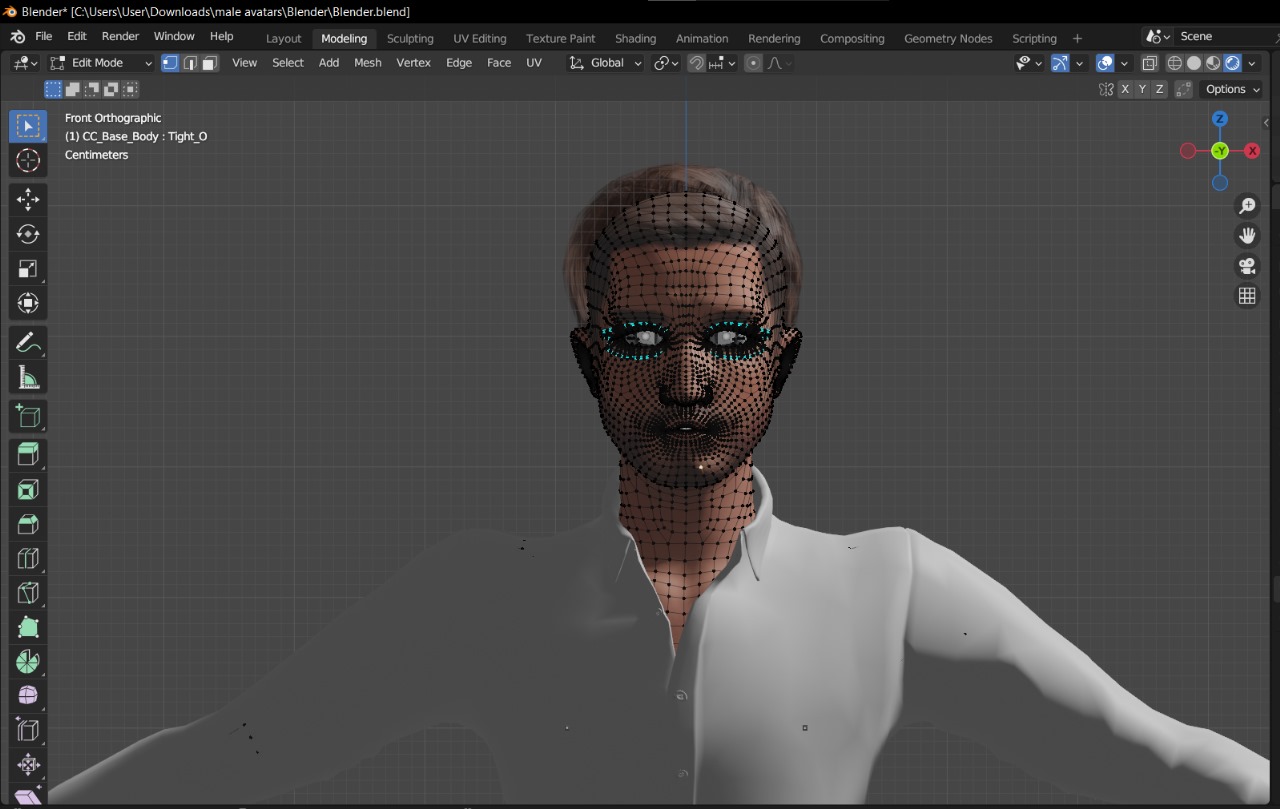 Blender* [C:\Users\User\Downloads\male avatars\Blender\Blender.blend]
File Edit Render Window Help Layout Modeling Sculpting UV Editing Texture Paint Shading Animation Rendering Compositing Geometry Nodes Scripting + Scene
Edit Mode View Select Add Mesh Vertex Edge Face UV Global
X Y Z Options
Front Orthographic
(1) CC_Base_Body : Tight_O
Centimeters
Z
-Y X